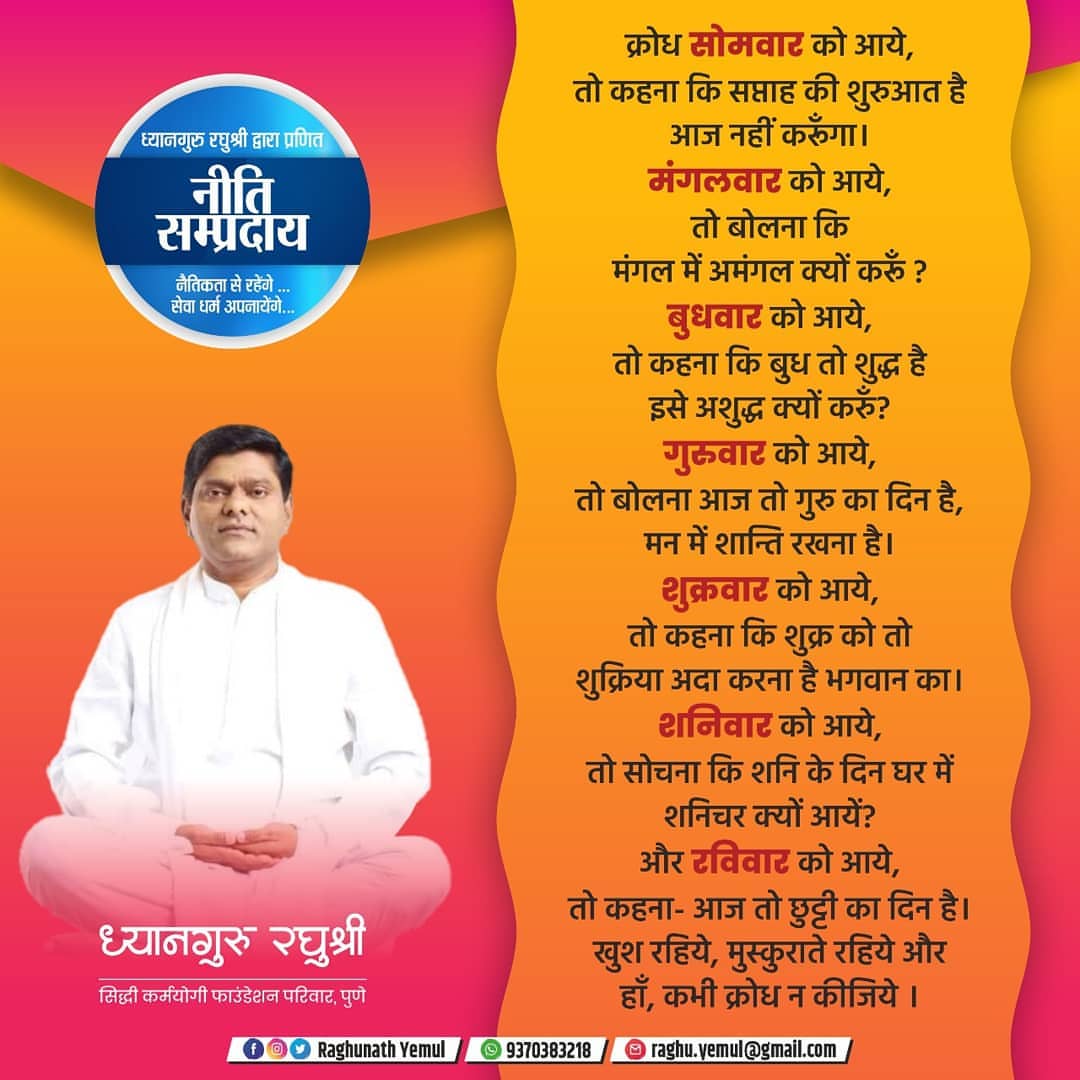 ध्यानगुरु रघुश्री द्वारा प्रणित
नीति
सम्प्रदाय
नैतिकता से रहेंगे ...
सेवा धर्म अपनायेंगे...
क्रोध सोमवार को आये,
तो कहना कि सप्ताह की शुरुआत है
आज नहीं करूँगा।
मंगलवार को आये,
तो बोलना कि
मंगल में अमंगल क्यों करूँ ?
बुधवार को आये,
तो कहना कि बुध तो शुद्ध है
इसे अशुद्ध क्यों करुँ?
गुरुवार को आये,
तो बोलना आज तो गुरु का दिन है,
मन में शान्ति रखना है।
शुक्रवार को आये,
तो कहना कि शुक्र को तो
शुक्रिया अदा करना है भगवान का।
शनिवार को आये,
तो सोचना कि शनि के दिन घर में
शनिचर क्यों आयें?
और रविवार को आये,
तो कहना- आज तो छुट्टी का दिन है।
खुश रहिये, मुस्कुराते रहिये और
हाँ, कभी क्रोध न कीजिये ।
ध्यानगुरु रघुश्री
सिद्धी कर्मयोगी फाउंडेशन परिवार, पुणे
Raghunath Yemul
9370383218
raghu.yemul@gmail.com